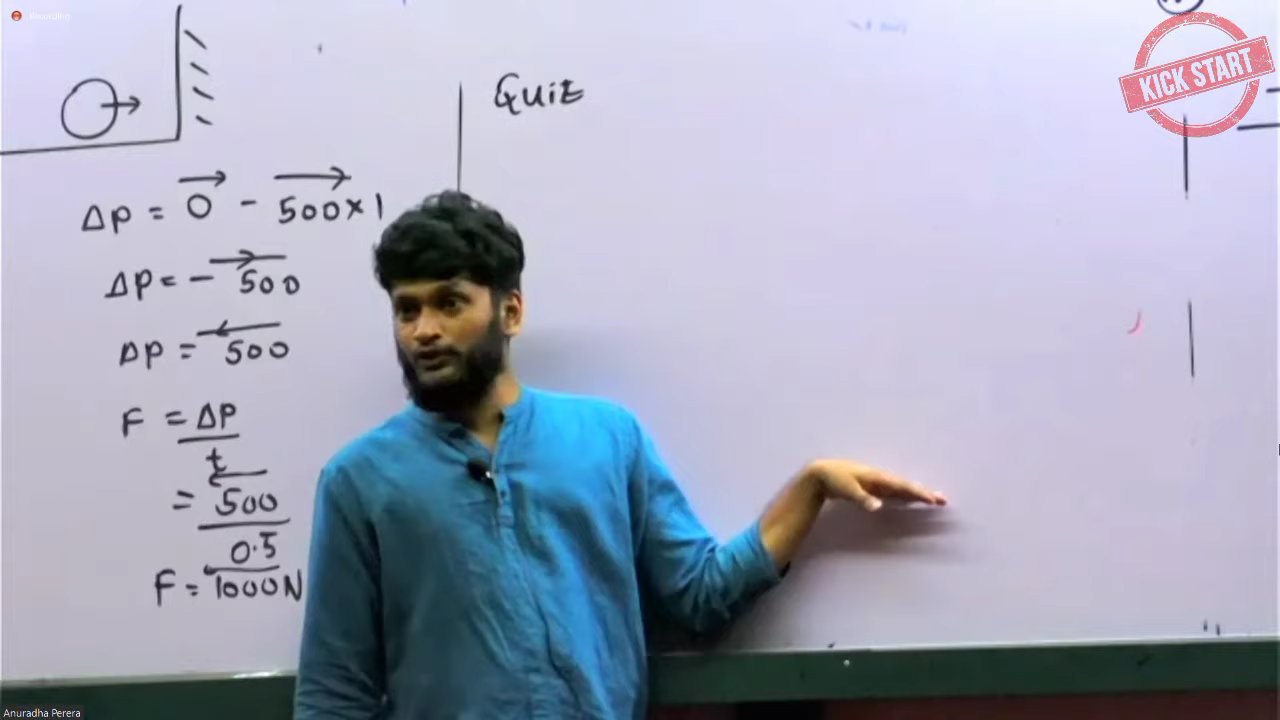 Recording
KICK START
Quiz
ΔP = 0 - 500×1
ΔP = - 500
ΔP = 500
F = ΔP
t
= 500
0.5
F = 1000N
Anuradha Perera